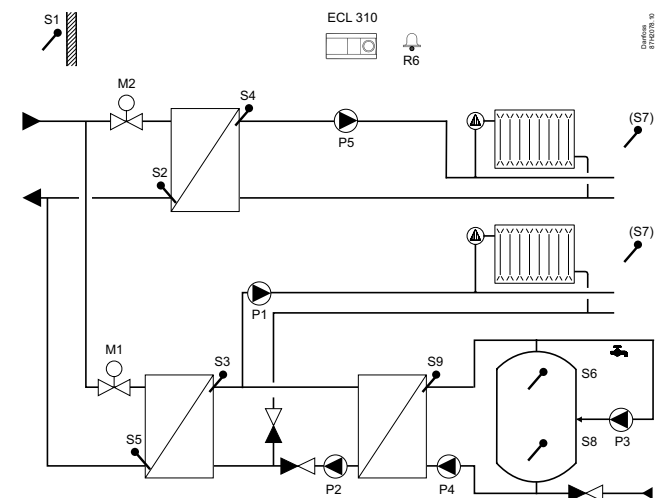 S1
ECL 310
R6
Danfoss
87H2078.10
M2
S4
P5
(S7)
S2
(S7)
P1
M1
S3
S9
S6
S5
S8
P3
P2
P4